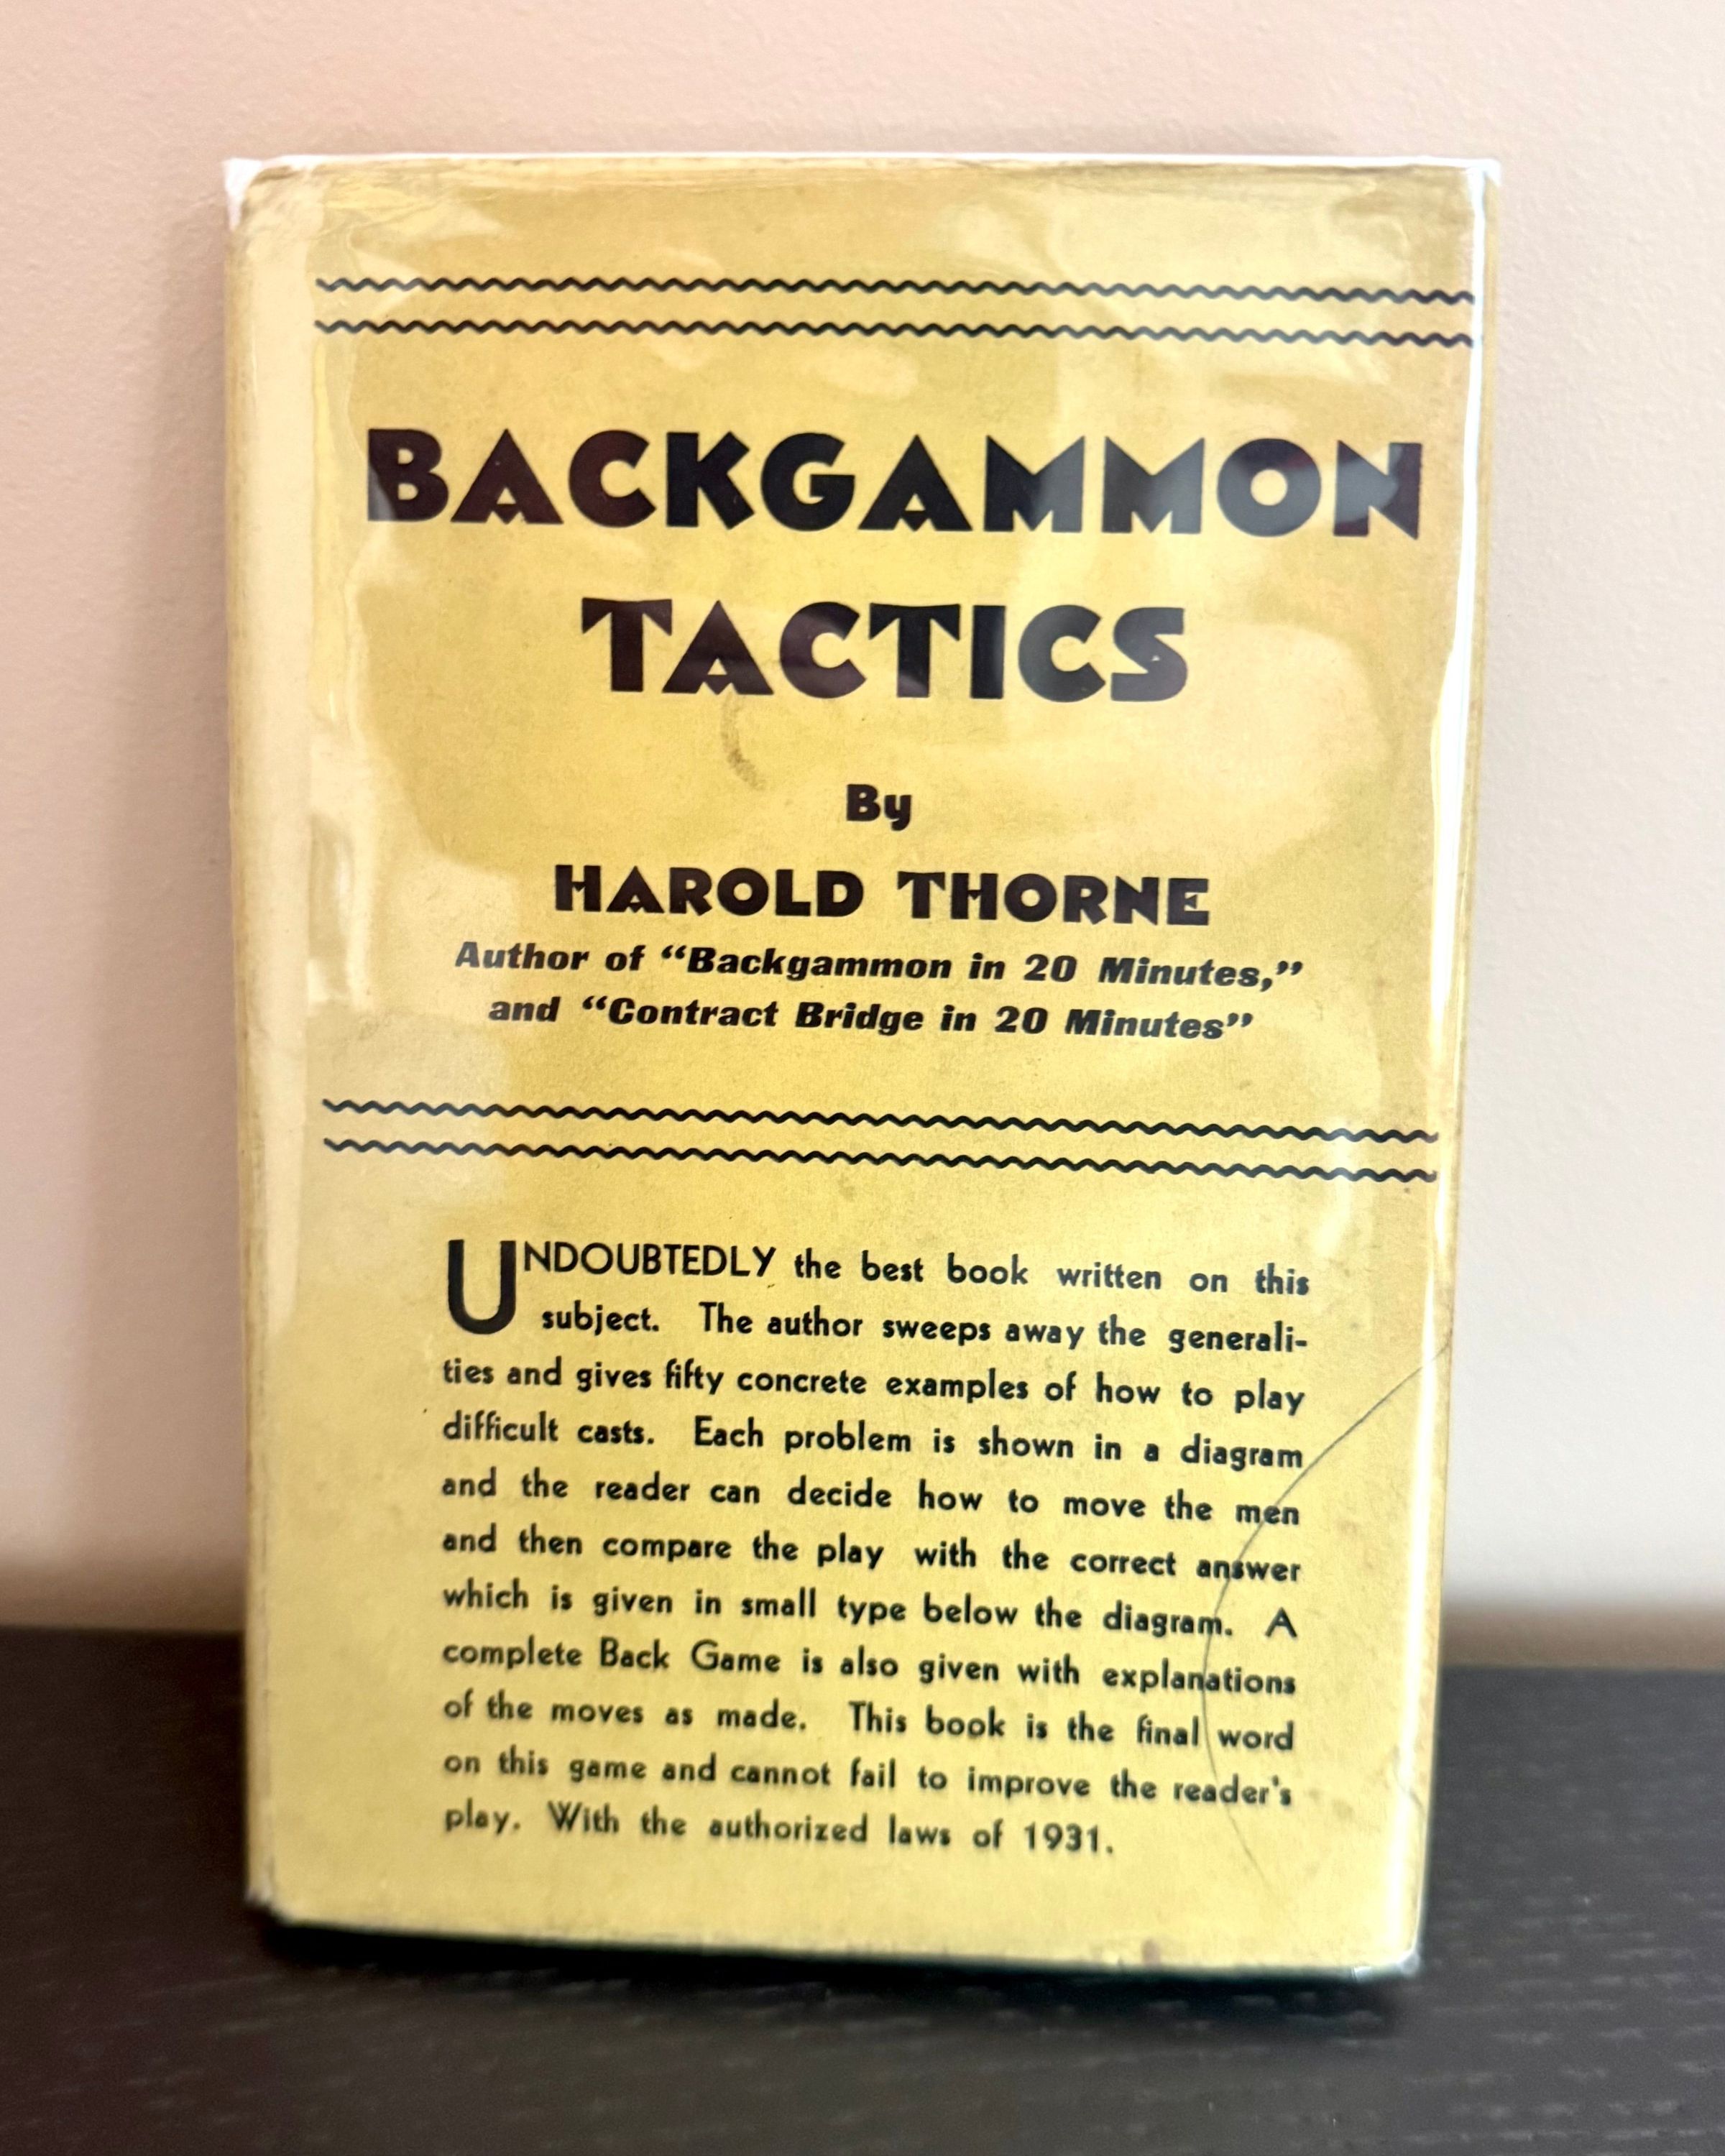 BACKGAMMON
TACTICS
By
HAROLD THORNE
Author of “Backgammon in 20 Minutes,”
and “Contract Bridge in 20 Minutes”
UNDOUBTEDLY the best book written on this
subject. The author sweeps away the generali-
ties and gives fifty concrete examples of how to play
difficult casts. Each problem is shown in a diagram
and the reader can decide how to move the men
and then compare the play with the correct answer
which is given in small type below the diagram. A
complete Back Game is also given with explanations
of the moves as made. This book is the final word
on this game and cannot fail to improve the reader's
play. With the authorized laws of 1931.